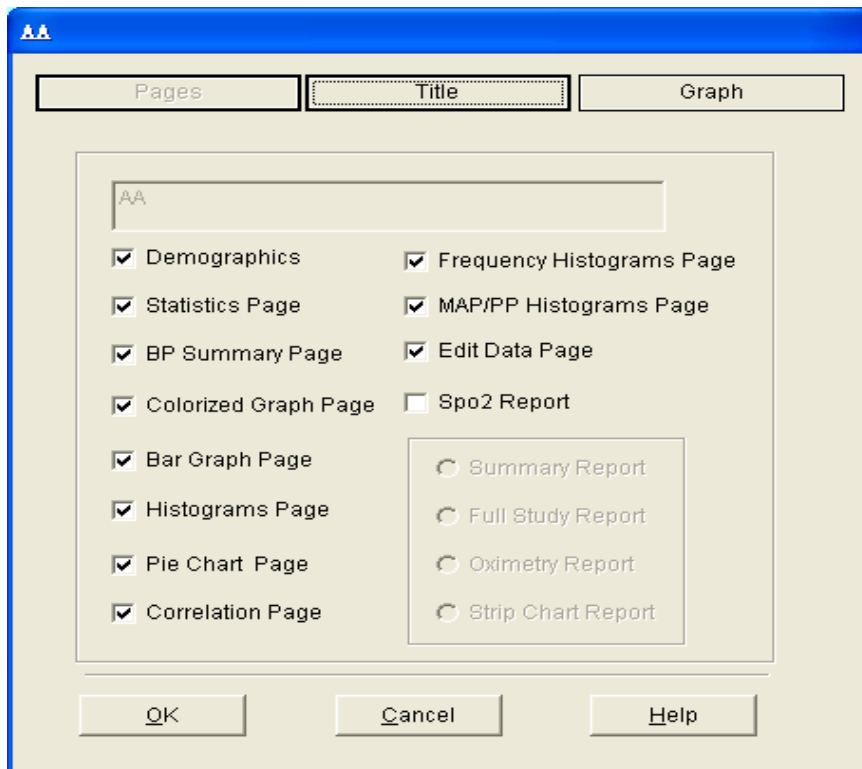 AA
Pages Title Graph
AA
Demographics
Statistics Page
BP Summary Page
Colorized Graph Page
Bar Graph Page
Histograms Page
Pie Chart Page
Correlation Page
Frequency Histograms Page
MAP/PP Histograms Page
Edit Data Page
Spo2 Report
Summary Report
Full Study Report
Oximetry Report
Strip Chart Report
OK Cancel Help